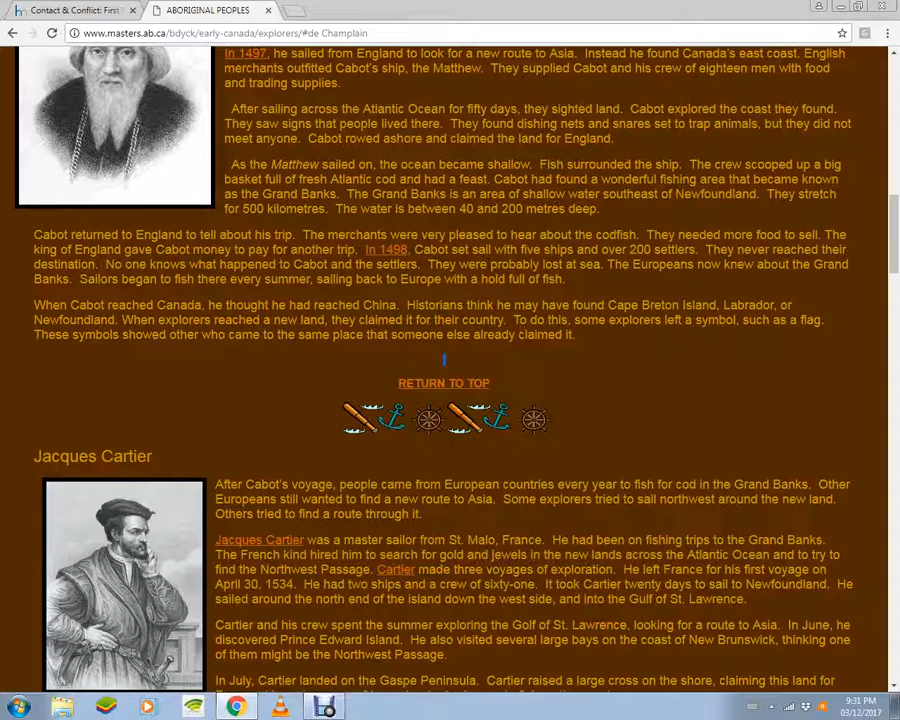 Contact & Conflict: First
ABORIGINAL PEOPLES
www.masters.ab.ca/bdyck/early-canada/explorers/#de Champlain
In 1497, he sailed from England to look for a new route to Asia.  Instead he found Canada's east coast.  English
merchants outfitted Cabot's ship, the Matthew.  They supplied Cabot and his crew of eighteen men with food
and trading supplies.
After sailing across the Atlantic Ocean for fifty days, they sighted land.  Cabot explored the coast they found.
They saw signs that people lived there.  They found dishing nets and snares set to trap animals, but they did not
meet anyone.  Cabot rowed ashore and claimed the land for England.
As the Matthew sailed on, the ocean became shallow.  Fish surrounded the ship.  The crew scooped up a big
basket full of fresh Atlantic cod and had a feast. Cabot had found a wonderful fishing area that became known
as the Grand Banks.  The Grand Banks is an area of shallow water southeast of Newfoundland.  They stretch
for 500 kilometres.  The water is between 40 and 200 metres deep.
Cabot returned to England to tell about his trip.  The merchants were very pleased to hear about the codfish.  They needed more food to sell.  The
king of England gave Cabot money to pay for another trip.  In 1498, Cabot set sail with five ships and over 200 settlers.  They never reached their
destination.  No one knows what happened to Cabot and the settlers.  They were probably lost at sea. The Europeans now knew about the Grand
Banks.  Sailors began to fish there every summer, sailing back to Europe with a hold full of fish.
When Cabot reached Canada, he thought he had reached China.  Historians think he may have found Cape Breton Island, Labrador, or
Newfoundland. When explorers reached a new land, they claimed it for their country.  To do this, some explorers left a symbol, such as a flag.
These symbols showed other who came to the same place that someone else already claimed it.
RETURN TO TOP
Jacques Cartier
After Cabot's voyage, people came from European countries every year to fish for cod in the Grand Banks.  Other
Europeans still wanted to find a new route to Asia.  Some explorers tried to sail northwest around the new land.
Others tried to find a route through it.
Jacques Cartier was a master sailor from St. Malo, France.  He had been on fishing trips to the Grand Banks.
The French kind hired him to search for gold and jewels in the new lands across the Atlantic Ocean and to try to
find the Northwest Passage.  Cartier made three voyages of exploration.  He left France for his first voyage on
April 30, 1534.  He had two ships and a crew of sixty-one.  It took Cartier twenty days to sail to Newfoundland.  He
sailed around the north end of the island down the west side, and into the Gulf of St. Lawrence.
Cartier and his crew spent the summer exploring the Golf of St. Lawrence, looking for a route to Asia.  In June, he
discovered Prince Edward Island.  He also visited several large bays on the coast of New Brunswick, thinking one
of them might be the Northwest Passage.
In July, Cartier landed on the Gaspe Peninsula.  Cartier raised a large cross on the shore, claiming this land for
9:31 PM
03/12/2017